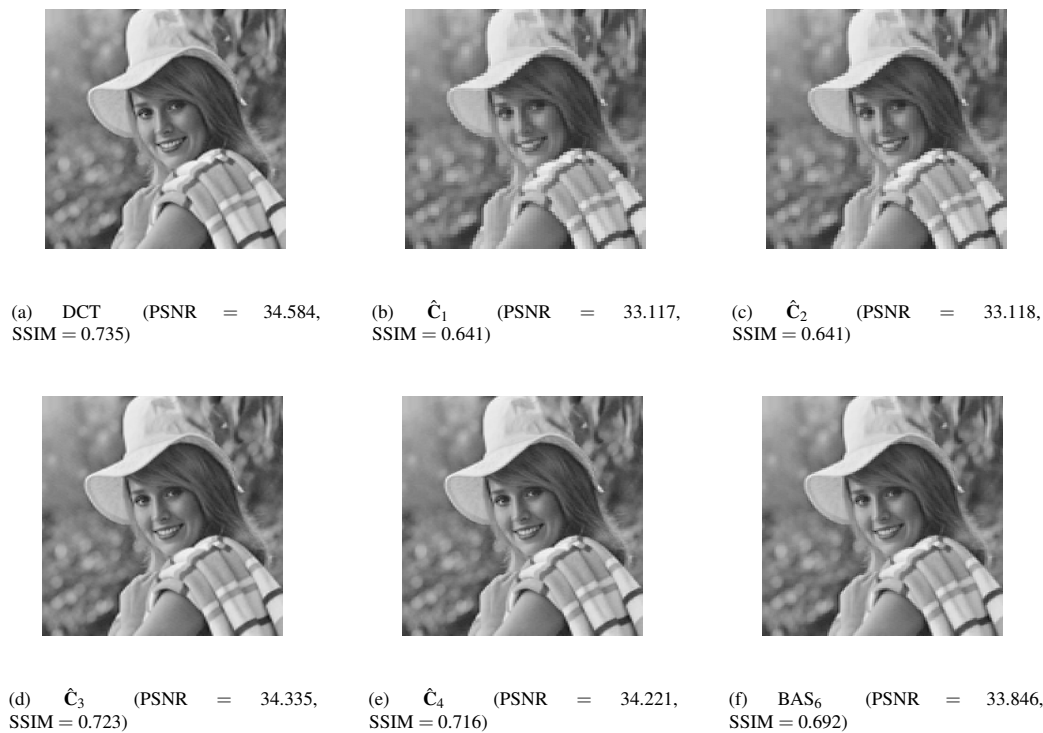 (a) DCT (PSNR = 34.584,
SSIM = 0.735)
(b) Ĉ₁ (PSNR = 33.117,
SSIM = 0.641)
(c) Ĉ₂ (PSNR = 33.118,
SSIM = 0.641)
(d) Ĉ₃ (PSNR = 34.335,
SSIM = 0.723)
(e) Ĉ₄ (PSNR = 34.221,
SSIM = 0.716)
(f) BAS₆ (PSNR = 33.846,
SSIM = 0.692)